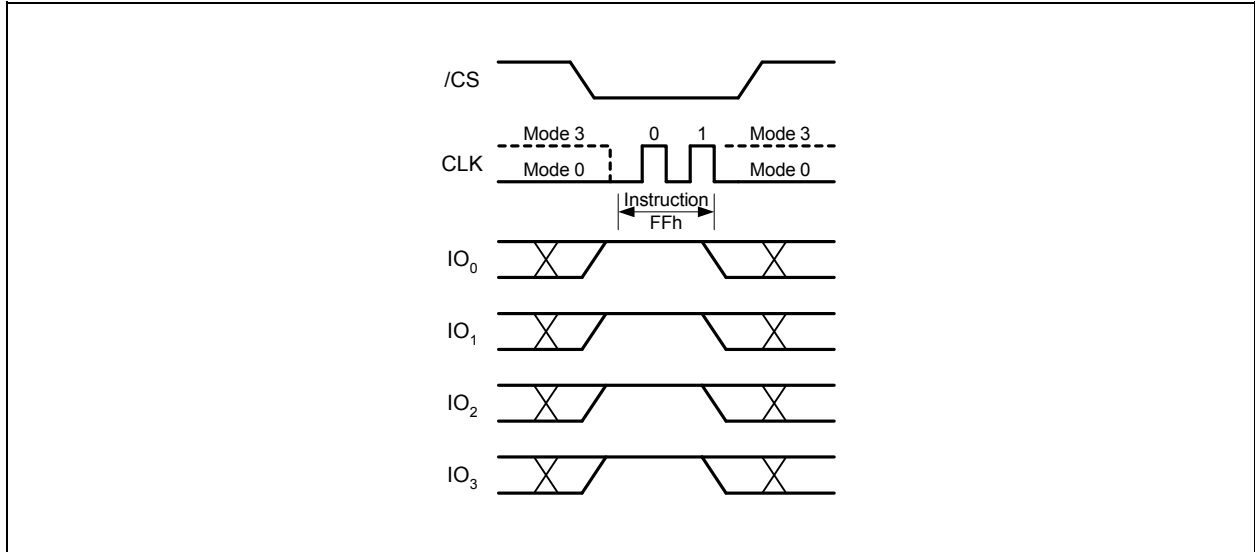 /CS
Mode 3 0 1 Mode 3
CLK
Mode 0 Mode 0
Instruction
FFh
IO0
IO1
IO2
IO3